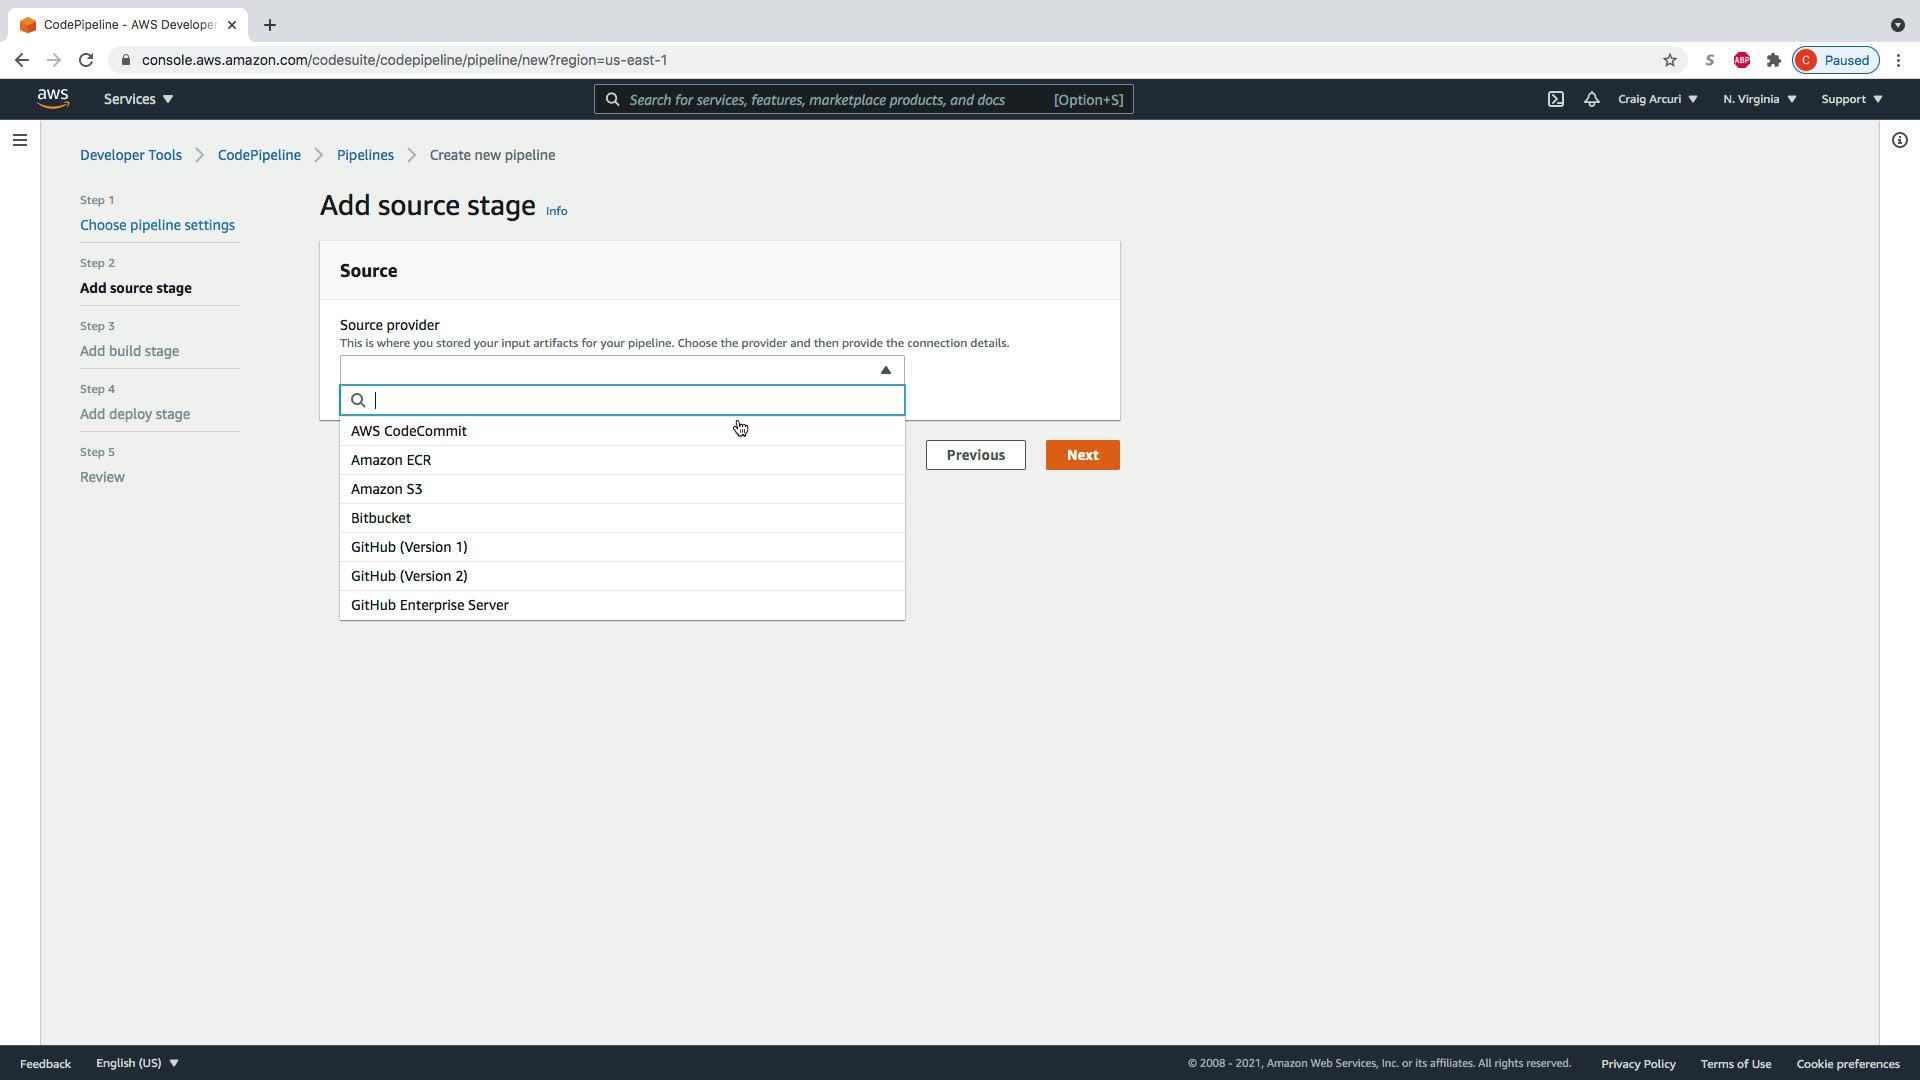 CodePipeline - AWS Developer
console.aws.amazon.com/codesuite/codepipeline/pipeline/new?region=us-east-1
S
ABP
C
Paused
aws
Services
Search for services, features, marketplace products, and docs
[Option+S]
Craig Arcuri
N. Virginia
Support
Developer Tools
CodePipeline
Pipelines
Create new pipeline
Step 1
Choose pipeline settings
Step 2
Add source stage
Step 3
Add build stage
Step 4
Add deploy stage
Step 5
Review
Add source stage Info
Source
Source provider
This is where you stored your input artifacts for your pipeline. Choose the provider and then provide the connection details.
AWS CodeCommit
Amazon ECR
Amazon S3
Bitbucket
GitHub (Version 1)
GitHub (Version 2)
GitHub Enterprise Server
Previous
Next
Feedback
English (US)
© 2008 - 2021, Amazon Web Services, Inc. or its affiliates. All rights reserved.
Privacy Policy
Terms of Use
Cookie preferences